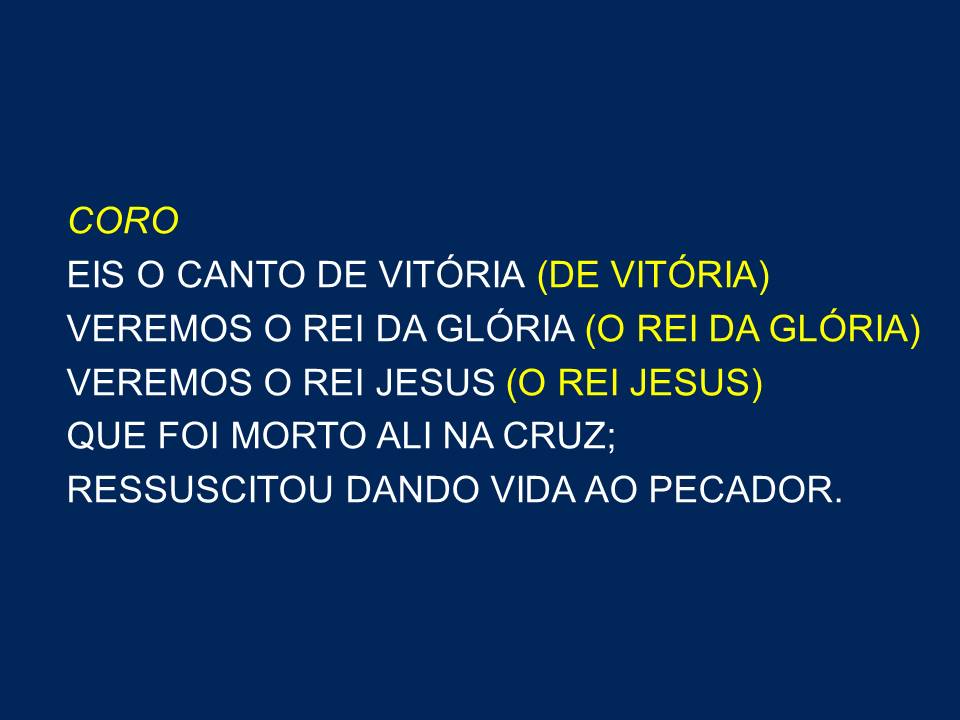 CORO
EIS O CANTO DE VITÓRIA (DE VITÓRIA)
VEREMOS O REI DA GLÓRIA (O REI DA GLÓRIA)
VEREMOS O REI JESUS (O REI JESUS)
QUE FOI MORTO ALI NA CRUZ;
RESSUSCITOU DANDO VIDA AO PECADOR.